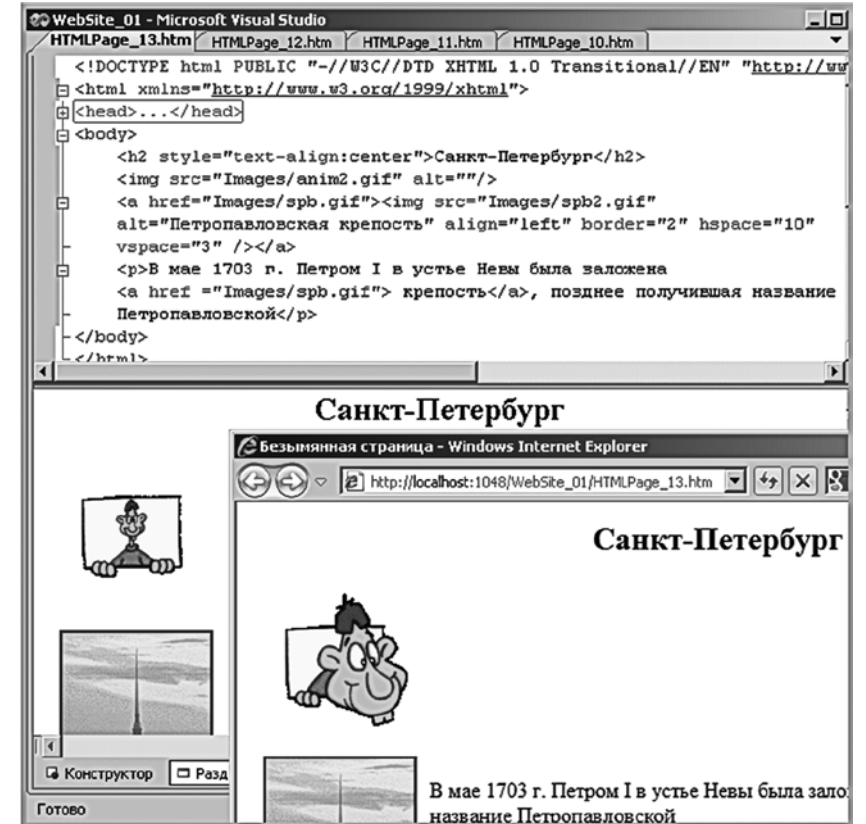 WebSite_01 - Microsoft Visual Studio
HTMLPage_13.htm HTMLPage_12.htm HTMLPage_11.htm HTMLPage_10.htm
<!DOCTYPE html PUBLIC "-//W3C//DTD XHTML 1.0 Transitional//EN" "http://ww
<html xmlns="http://www.w3.org/1999/xhtml">
<head>...</head>
<body>
<h2 style="text-align:center">Санкт-Петербург</h2>
<img src="Images/anim2.gif" alt=""/>
<a href="Images/spb.gif"><img src="Images/spb2.gif"
alt="Петропавловская крепость" align="left" border="2" hspace="10"
vspace="3" /></a>
<p>В мае 1703 г. Петром I в устье Невы была заложена
<a href ="Images/spb.gif"> крепость</a>, позднее получившая название
Петропавловской</p>
</body>
</html>
Санкт-Петербург
Безымянная страница - Windows Internet Explorer
http://localhost:1048/WebSite_01/HTMLPage_13.htm
Санкт-Петербург
В мае 1703 г. Петром I в устье Невы была зало
название Петропавловской
Конструктор Разд
Готово